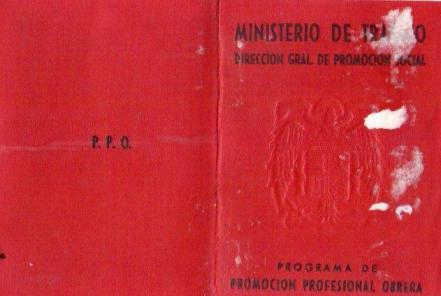 P. P. O.
MINISTERIO DE
DIRECCION GRAL. DE PROMOCION SOCIAL
PROGRAMA DE
PROMOCION PROFESIONAL OBRERA